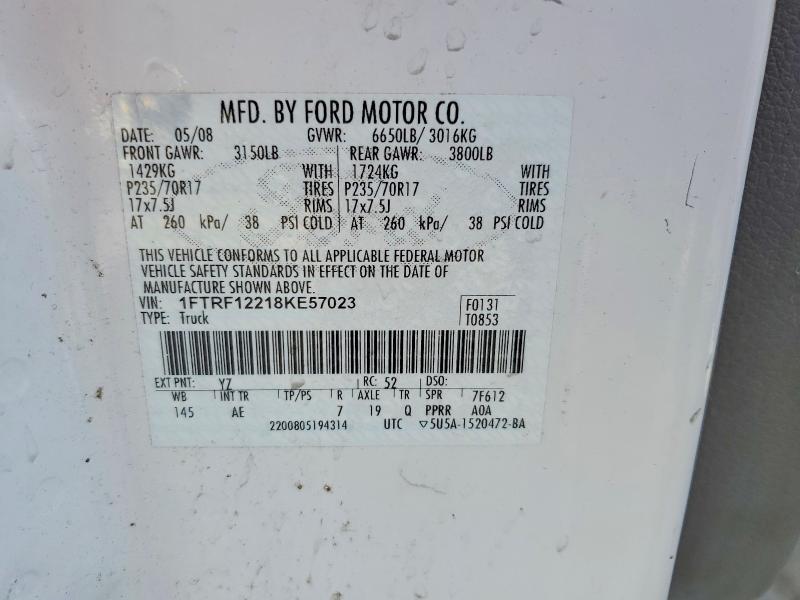 MFD. BY FORD MOTOR CO.
DATE: 05/08 GVWR: 6650LB/ 3016KG
FRONT GAWR: 3150LB REAR GAWR: 3800LB
1429KG WITH 1724KG WITH
P235/70R17 TIRES P235/70R17 TIRES
17x7.5J RIMS 17x7.5J RIMS
AT 260 kPa/ 38 PSI COLD AT 260 kPa/ 38 PSI COLD
THIS VEHICLE CONFORMS TO ALL APPLICABLE FEDERAL MOTOR
VEHICLE SAFETY STANDARDS IN EFFECT ON THE DATE OF
MANUFACTURE SHOWN ABOVE.
VIN: 1FTRF12218KE57023 F0131
TYPE: Truck T0853
EXT PNT: YZ RC: 52 DSO:
WB INT TR TP/PS R AXLE TR SPR 7F612
145 AE 7 19 Q PPRR A0A
2200805194314 UTC ▽5U5A-1520472-BA